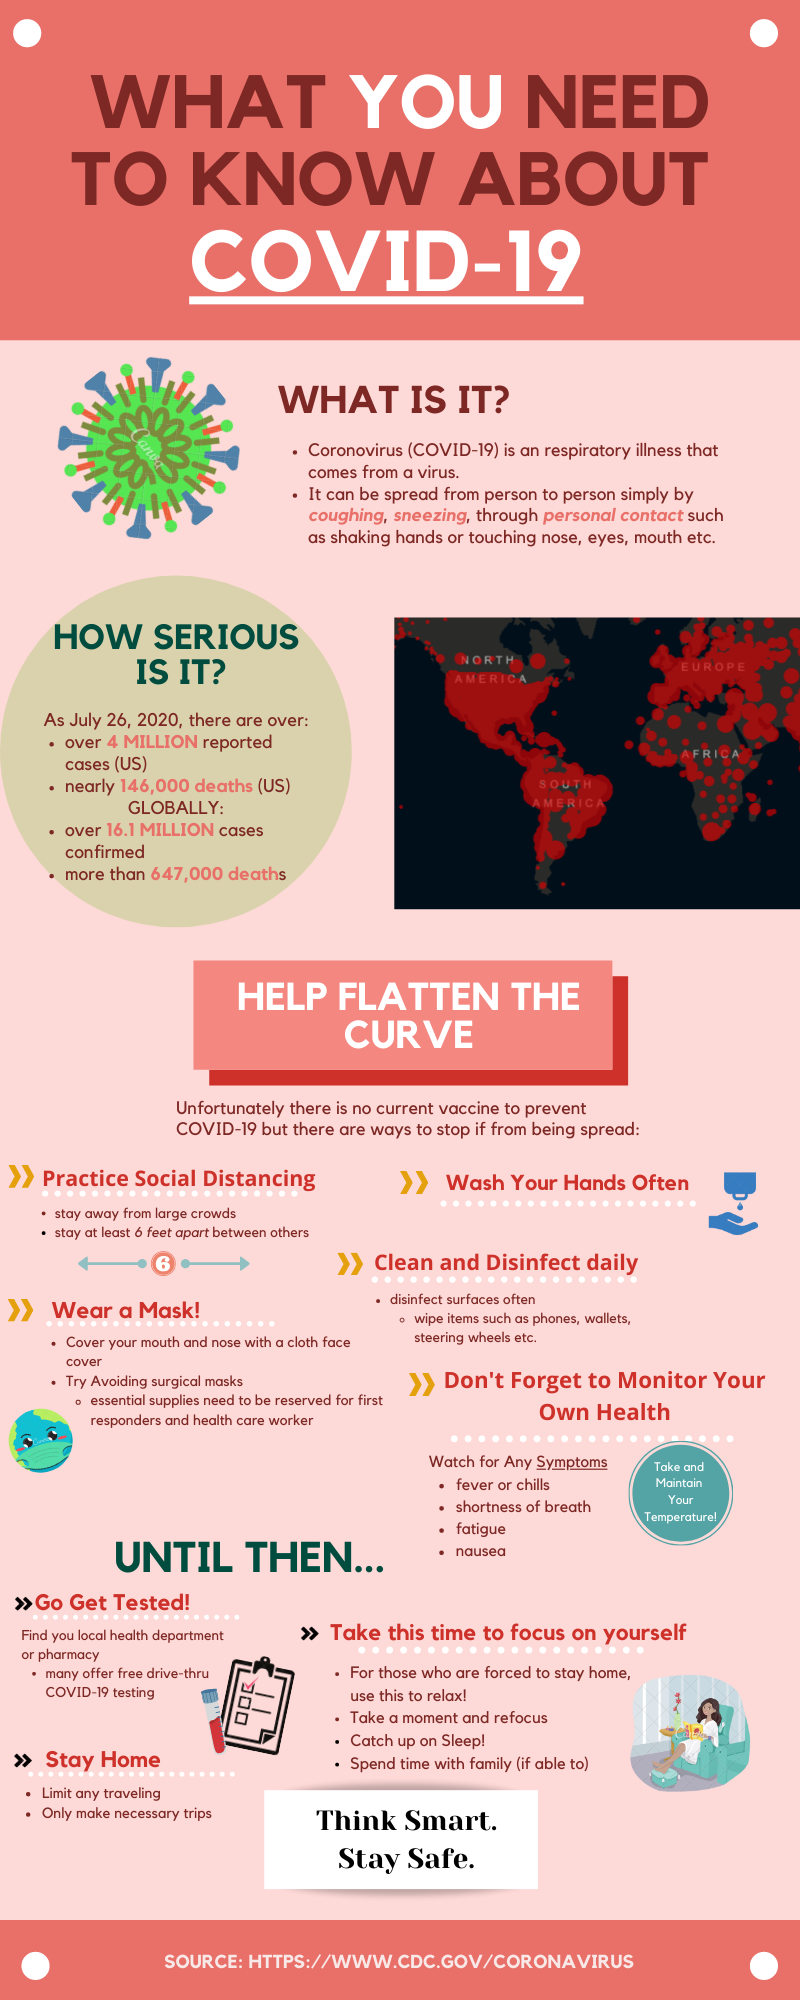 WHAT YOU NEED
TO KNOW ABOUT
COVID-19
Canva
WHAT IS IT?
Coronovirus (COVID-19) is an respiratory illness that
comes from a virus.
It can be spread from person to person simply by
coughing, sneezing, through personal contact such
as shaking hands or touching nose, eyes, mouth etc.
HOW SERIOUS
IS IT?
As July 26, 2020, there are over:
over 4 MILLION reported
cases (US)
nearly 146,000 deaths (US)
GLOBALLY:
over 16.1 MILLION cases
confirmed
more than 647,000 deaths
NORTH
AMERICA
EUROPE
AFRICA
SOUTH
AMERICA
HELP FLATTEN THE
CURVE
Unfortunately there is no current vaccine to prevent
COVID-19 but there are ways to stop if from being spread:
Practice Social Distancing
stay away from large crowds
stay at least 6 feet apart between others
6
Wash Your Hands Often
Clean and Disinfect daily
disinfect surfaces often
wipe items such as phones, wallets,
steering wheels etc.
Wear a Mask!
Cover your mouth and nose with a cloth face
cover
Try Avoiding surgical masks
essential supplies need to be reserved for first
responders and health care worker
Don't Forget to Monitor Your
Own Health
Watch for Any Symptoms
fever or chills
shortness of breath
fatigue
nausea
Take and
Maintain
Your
Temperature!
UNTIL THEN...
Go Get Tested!
Find you local health department
or pharmacy
many offer free drive-thru
COVID-19 testing
Take this time to focus on yourself
For those who are forced to stay home,
use this to relax!
Take a moment and refocus
Catch up on Sleep!
Spend time with family (if able to)
Stay Home
Limit any traveling
Only make necessary trips
Think Smart.
Stay Safe.
SOURCE: HTTPS://WWW.CDC.GOV/CORONAVIRUS